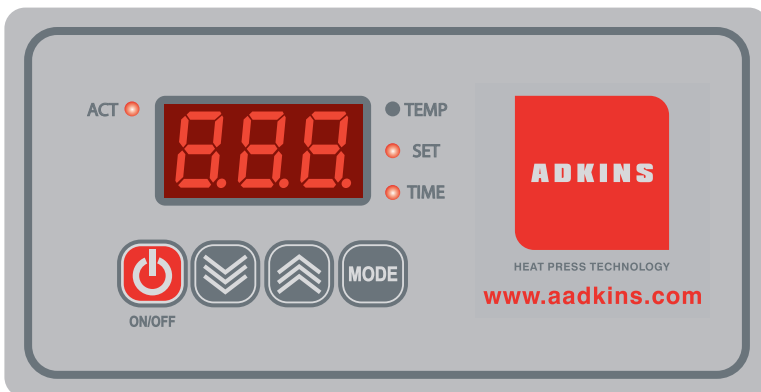 ACT
8.8.8.
TEMP
SET
TIME
MODE
ON/OFF
ADKINS
HEAT PRESS TECHNOLOGY
www.aadkins.com